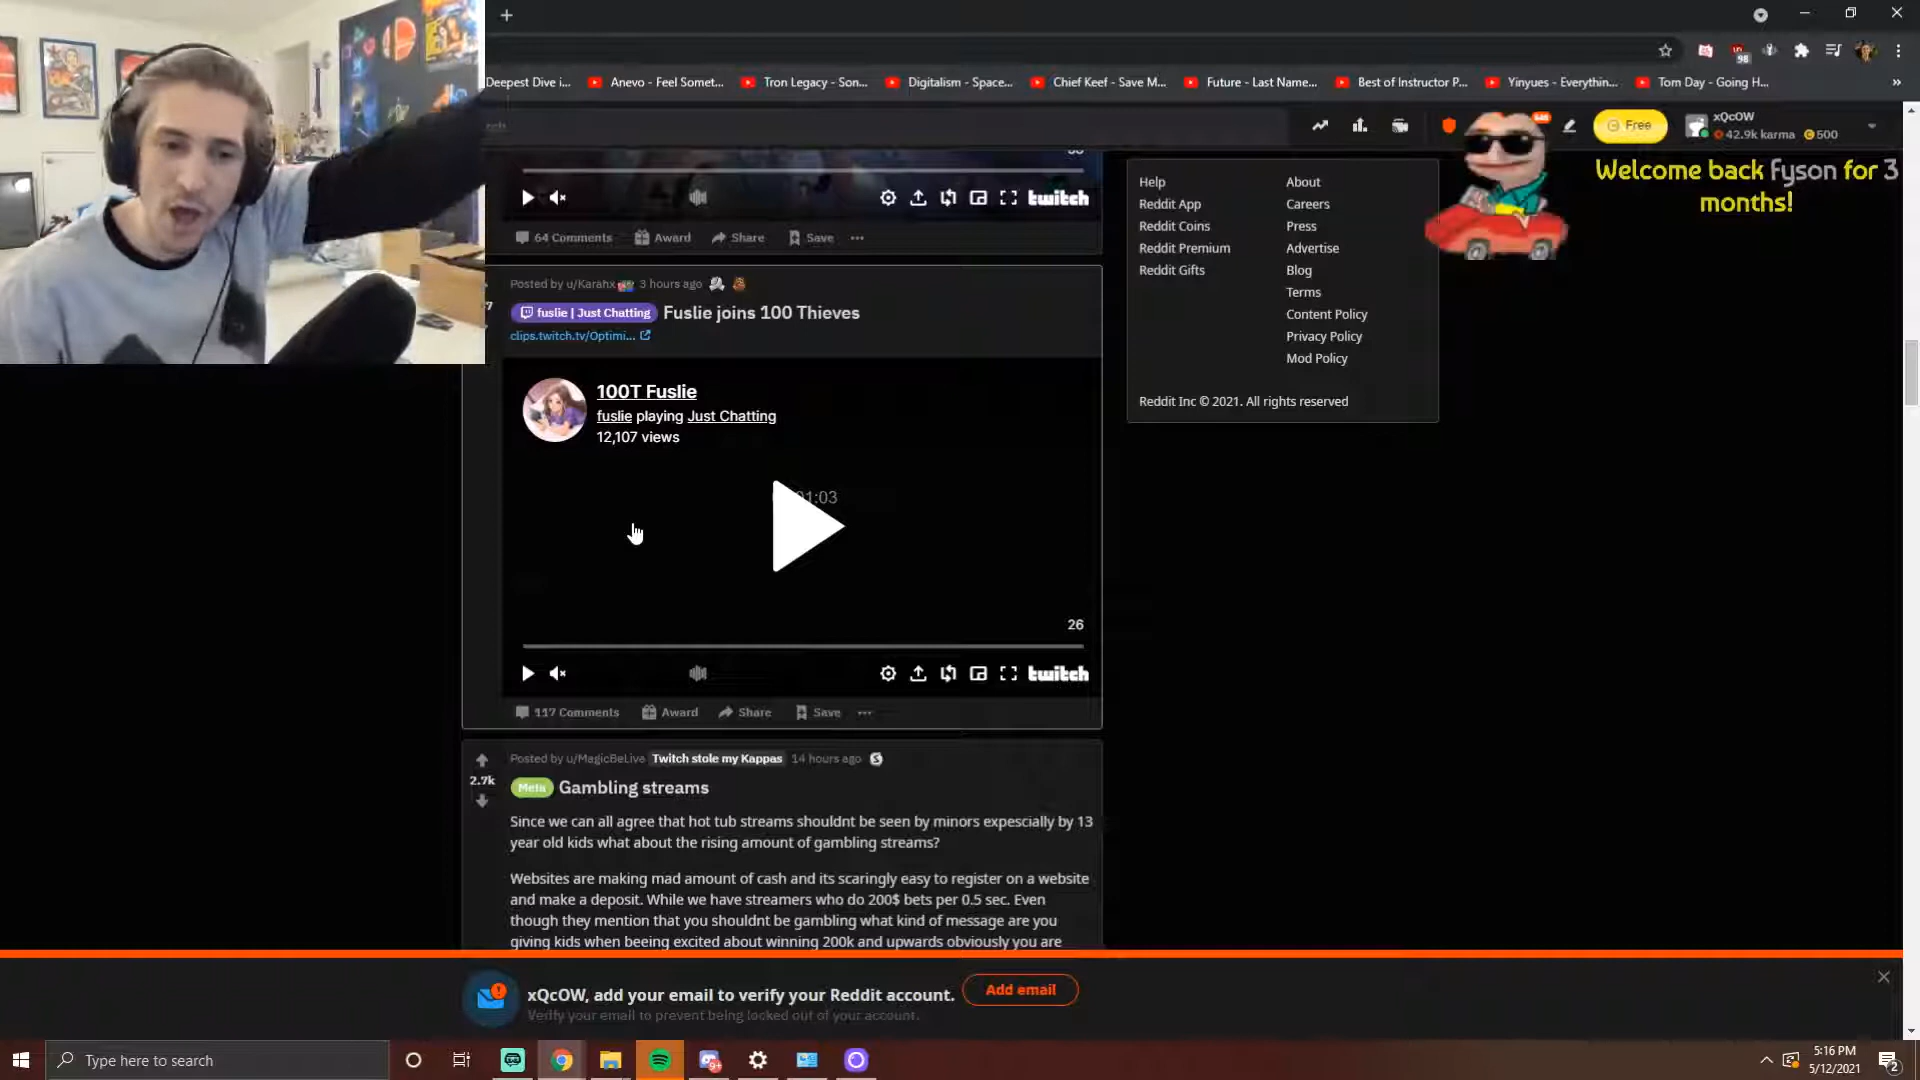 Deepest Dive i...
Anevo - Feel Somet...
Tron Legacy - Son...
Digitalism - Space...
Chief Keef - Save M...
Future - Last Name...
Best of Instructor P...
Yinyues - Everythin...
Tom Day - Going H...
»
98
Free
xQcOW
42.9k karma
500
Welcome back Fyson for 3
months!
twitch
64 Comments
Award
Share
Save
Help
Reddit App
Reddit Coins
Reddit Premium
Reddit Gifts
About
Careers
Press
Advertise
Blog
Terms
Content Policy
Privacy Policy
Mod Policy
Reddit Inc © 2021. All rights reserved
Posted by u/Karahx 3 hours ago
7
fuslie | Just Chatting Fuslie joins 100 Thieves
clips.twitch.tv/Optimi...
100T Fuslie
fuslie playing Just Chatting
12,107 views
1:03
26
twitch
117 Comments
Award
Share
Save
Posted by u/MagicBeLive Twitch stole my Kappas 14 hours ago
2.7k
Meta Gambling streams
Since we can all agree that hot tub streams shouldnt be seen by minors expescially by 13
year old kids what about the rising amount of gambling streams?
Websites are making mad amount of cash and its scaringly easy to register on a website
and make a deposit. While we have streamers who do 200$ bets per 0.5 sec. Even
though they mention that you shouldnt be gambling what kind of message are you
giving kids when beeing excited about winning 200k and upwards obviously you are
xQcOW, add your email to verify your Reddit account.
Verify your email to prevent being locked out of your account.
Add email
Type here to search
9+
5:16 PM
5/12/2021
2